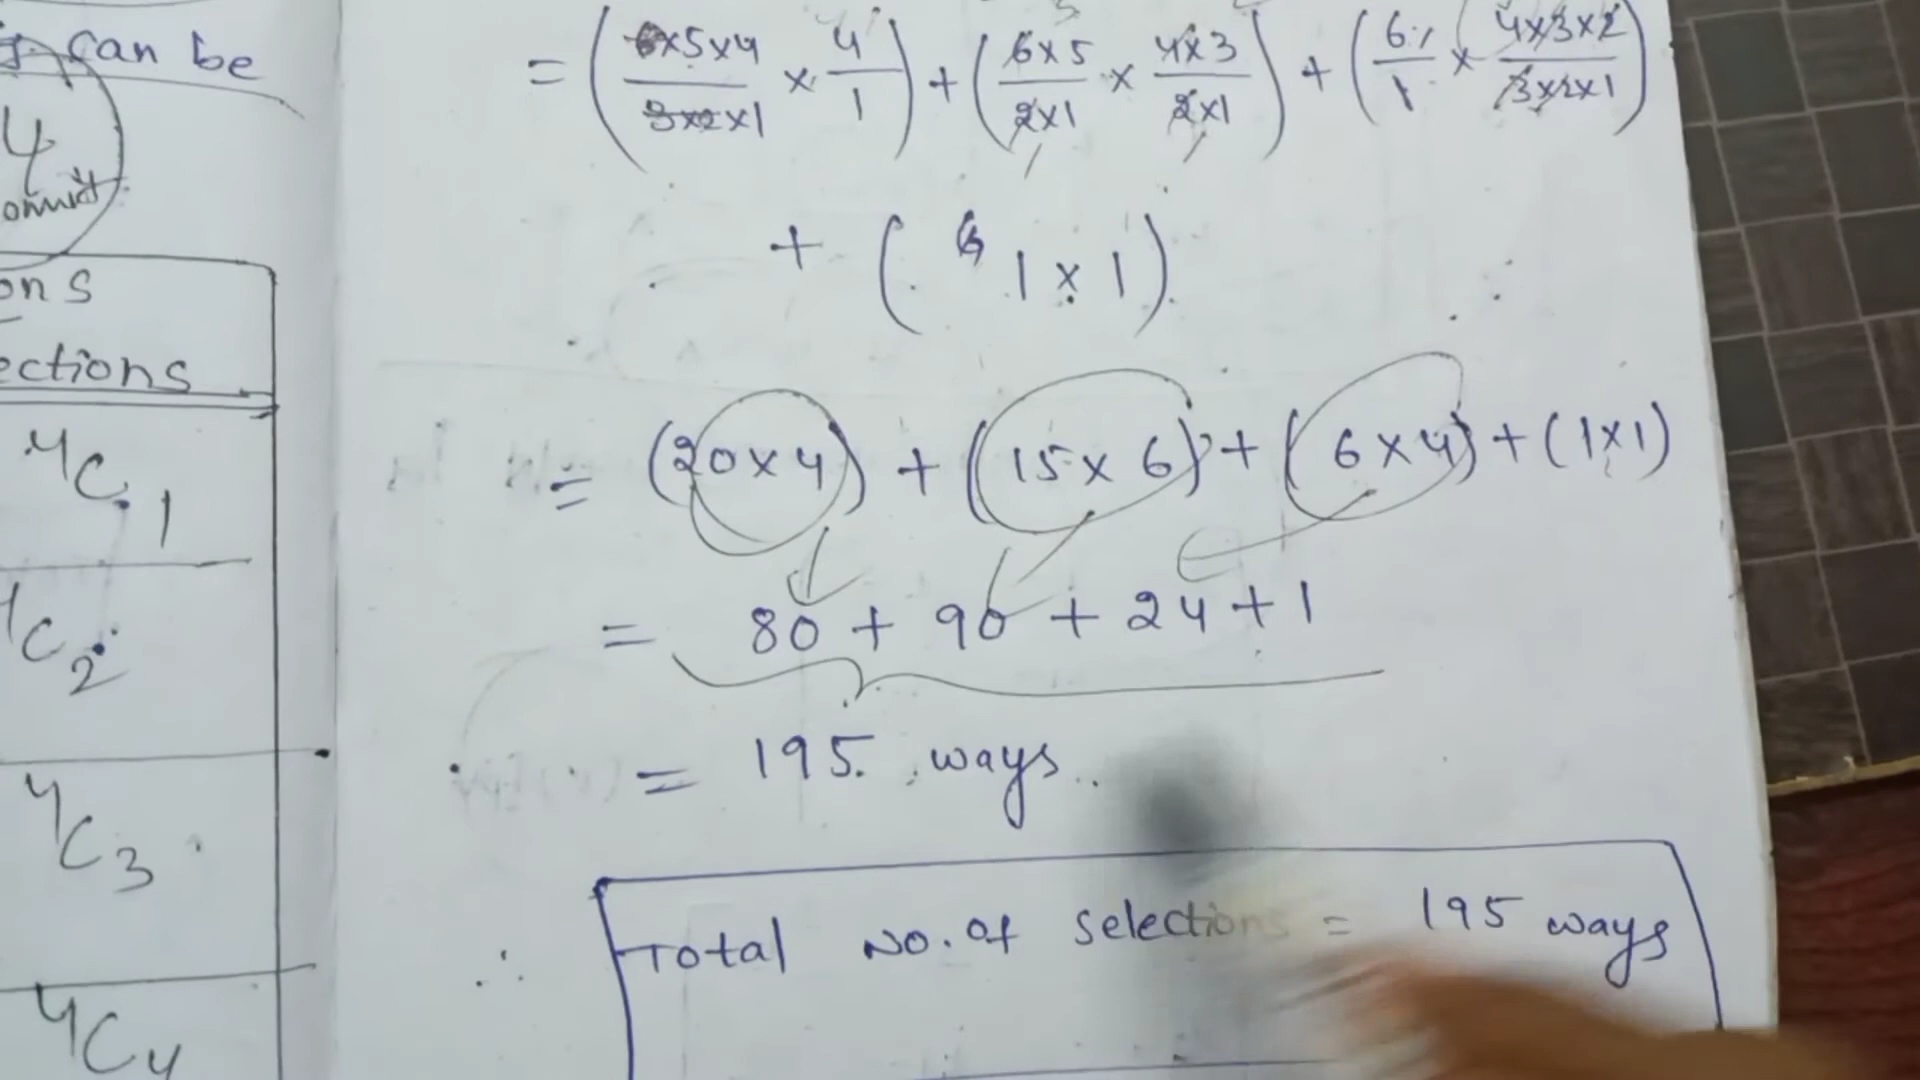 can be
4
ons
ections
4C1
4C2
4C3
4C4
= (6×5×4/3×2×1 × 4/1) + (6×5/2×1 × 4×3/2×1) + (6/1 × 4×3×2/3×2×1)
+ (1×1)
= (20×4) + (15×6) + (6×4) + (1×1)
= 80 + 90 + 24 + 1
= 195 ways.
∴ Total No. of selections = 195 ways